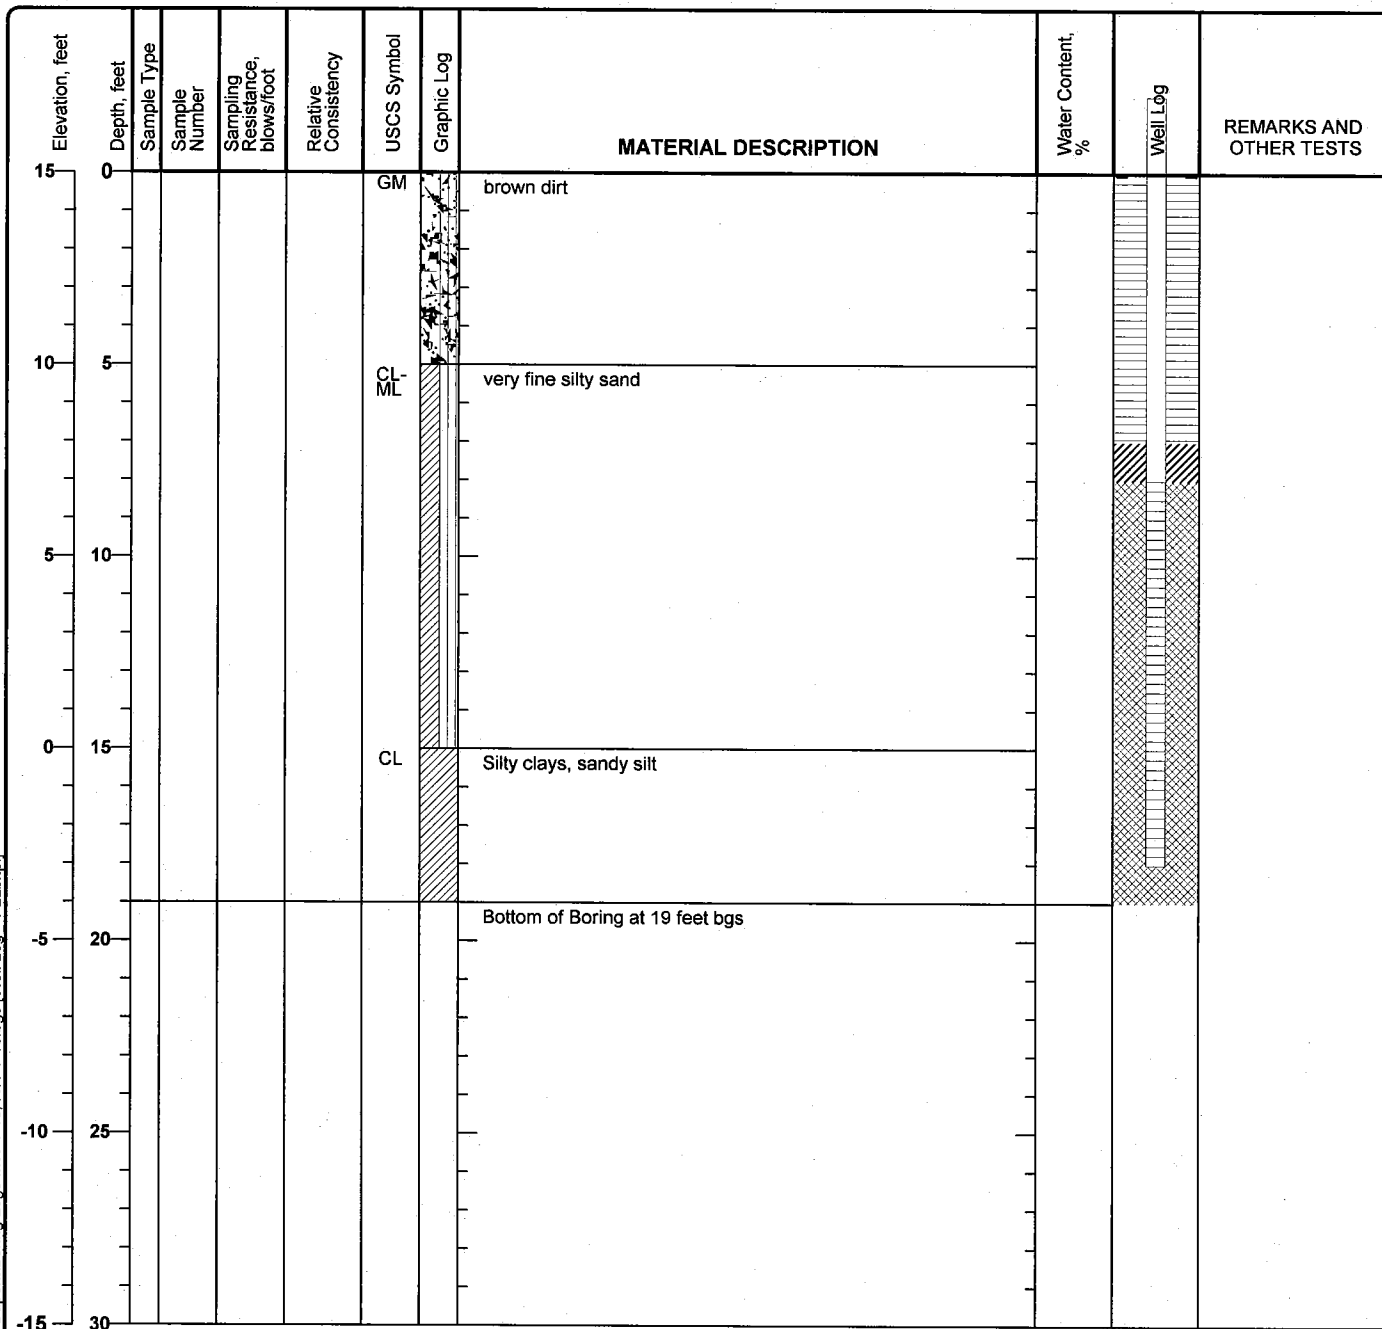 Elevation, feet
Depth, feet
Sample Type
Sample
Number
Sampling
Resistance,
blows/foot
Relative
Consistency
USCS Symbol
Graphic Log
MATERIAL DESCRIPTION
Water Content,
%
Well Log
REMARKS AND
OTHER TESTS
15 0
GM brown dirt
10 5
CL-
ML
very fine silty sand
5 10
0 15
CL Silty clays, sandy silt
Bottom of Boring at 19 feet bgs
-5 20
-10 25
-15 30